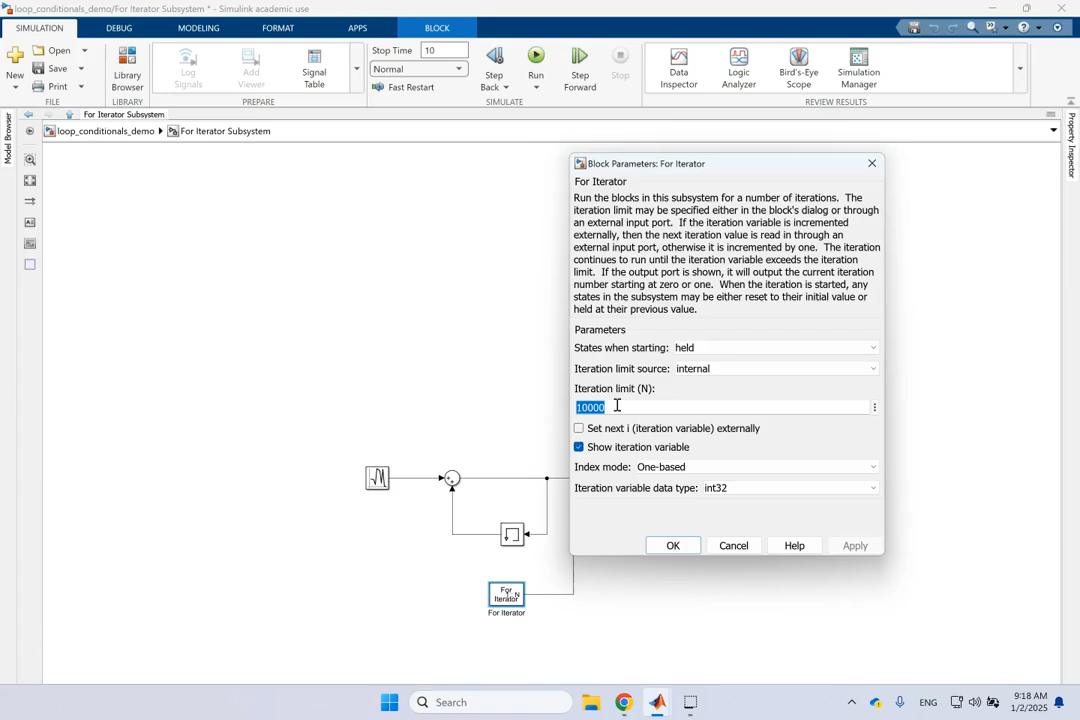 loop_conditionals_demo/For Iterator Subsystem * - Simulink academic use
SIMULATION
DEBUG
MODELING
FORMAT
APPS
BLOCK
New
Open
Save
Print
FILE
Library
Browser
LIBRARY
Log
Signals
Add
Viewer
Signal
Table
PREPARE
Stop Time 10
Normal
Fast Restart
Step
Back
Run
Step
Forward
Stop
SIMULATE
Data
Inspector
Logic
Analyzer
Bird's-Eye
Scope
Simulation
Manager
REVIEW RESULTS
For Iterator Subsystem
loop_conditionals_demo
For Iterator Subsystem
Model Browser
Property Inspector
Block Parameters: For Iterator
For Iterator
Run the blocks in this subsystem for a number of iterations. The
iteration limit may be specified either in the block's dialog or through
an external input port. If the iteration variable is incremented
externally, then the next iteration value is read in through an
external input port, otherwise it is incremented by one. The iteration
continues to run until the iteration variable exceeds the iteration
limit. If the output port is shown, it will output the current iteration
number starting at zero or one. When the iteration is started, any
states in the subsystem may be either reset to their initial value or
held at their previous value.
Parameters
States when starting: held
Iteration limit source: internal
Iteration limit (N):
10000
Set next i (iteration variable) externally
Show iteration variable
Index mode: One-based
Iteration variable data type: int32
OK
Cancel
Help
Apply
For
Iterator
For Iterator
Search
ENG
9:18 AM
1/2/2025